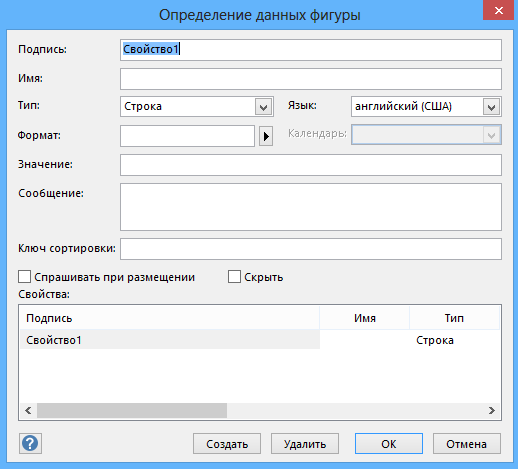 Определение данных фигуры
Подпись: Свойство1
Имя:
Тип: Строка Язык: английский (США)
Формат: Календарь:
Значение:
Сообщение:
Ключ сортировки:
Спрашивать при размещении Скрыть
Свойства:
Подпись Имя Тип
Свойство1 Строка
? Создать Удалить ОК Отмена